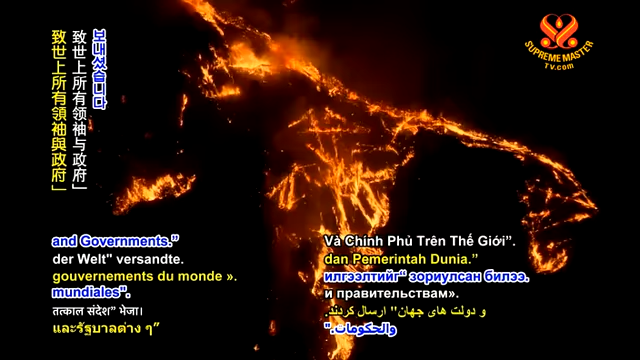 보내셨습니다
致世上所有领袖与政府」
致世上所有領袖與政府」
SUPREME MASTER
TV.com
and Governments."
der Welt" versandte.
gouvernements du monde ».
mundiales".
तत्काल संदेश” भेजा।
และรัฐบาลต่าง ๆ”
Và Chính Phủ Trên Thế Giới”.
dan Pemerintah Dunia.”
илгээлтийг“ зориулсан билээ.
и правительствам».
و دولت های جهان" ارسال کردند.
والحكومات."